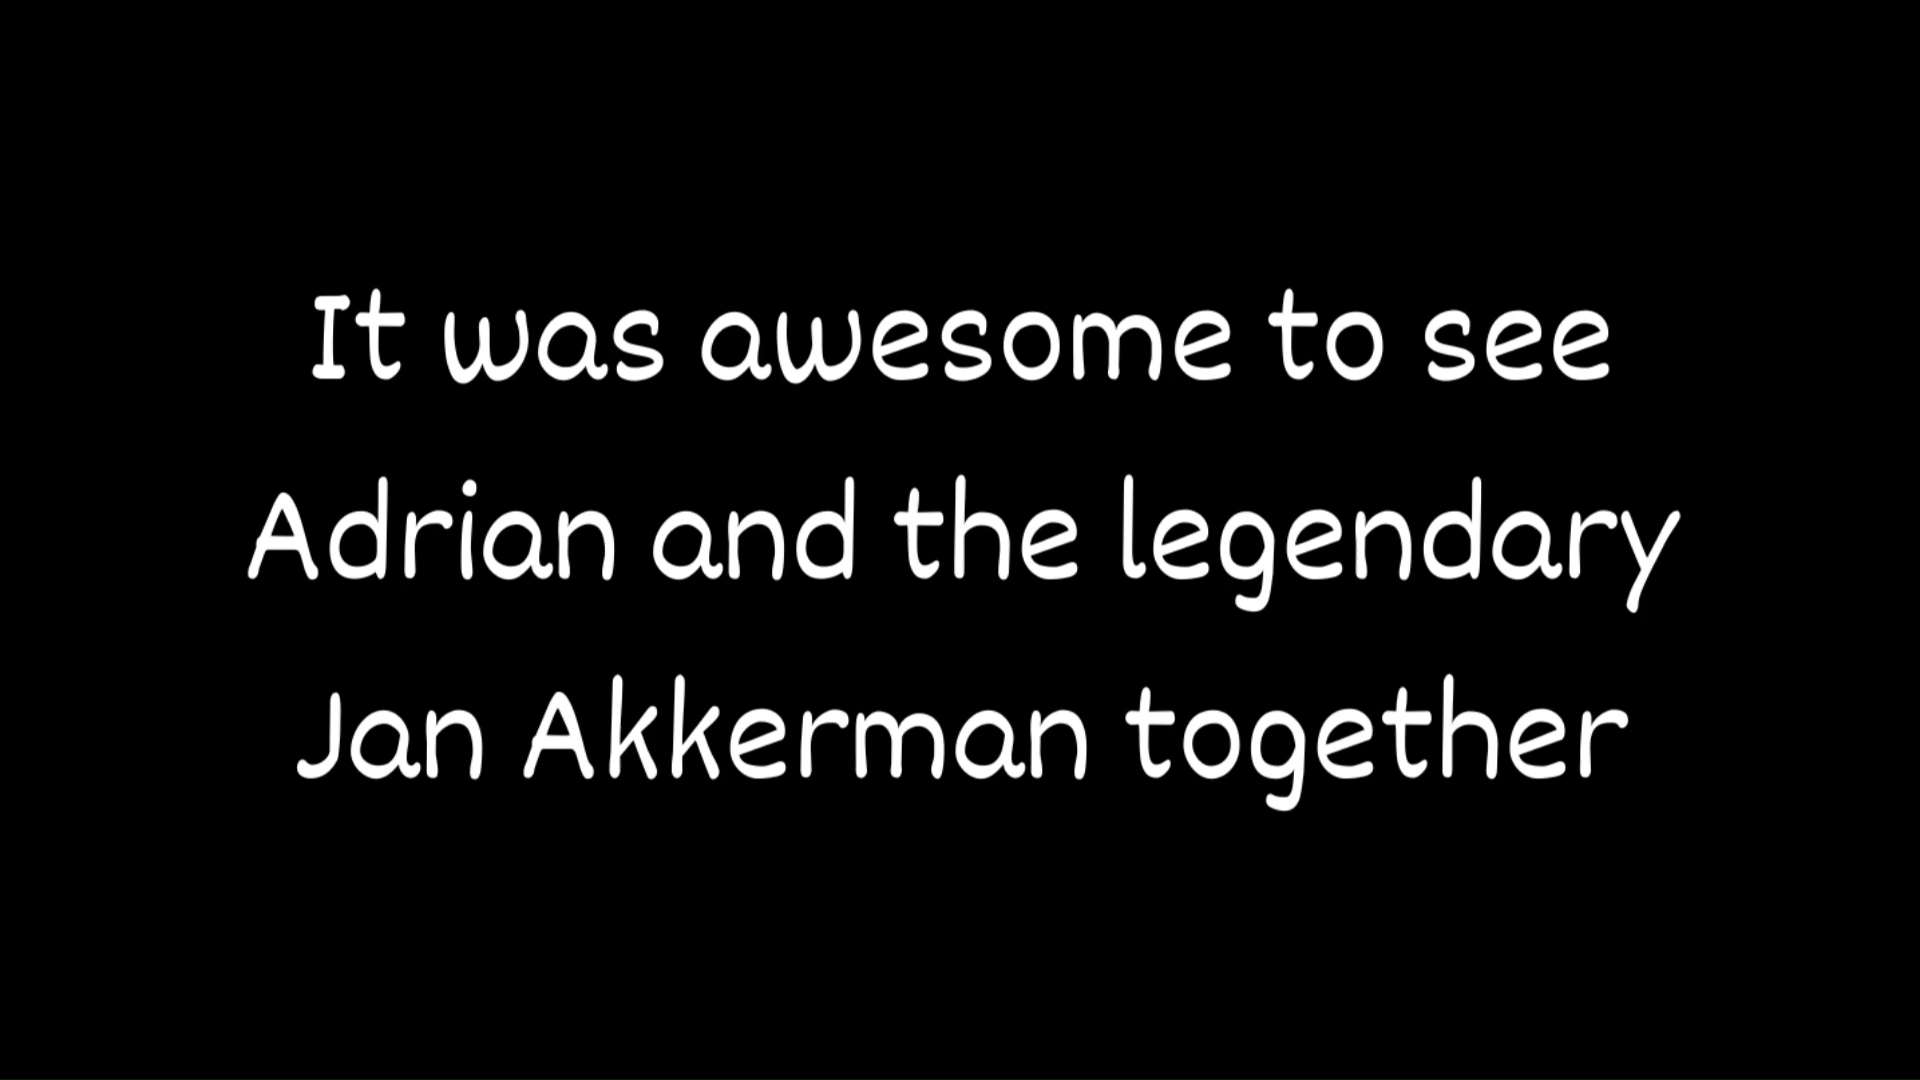 It was awesome to see
Adrian and the legendary
Jan Akkerman together